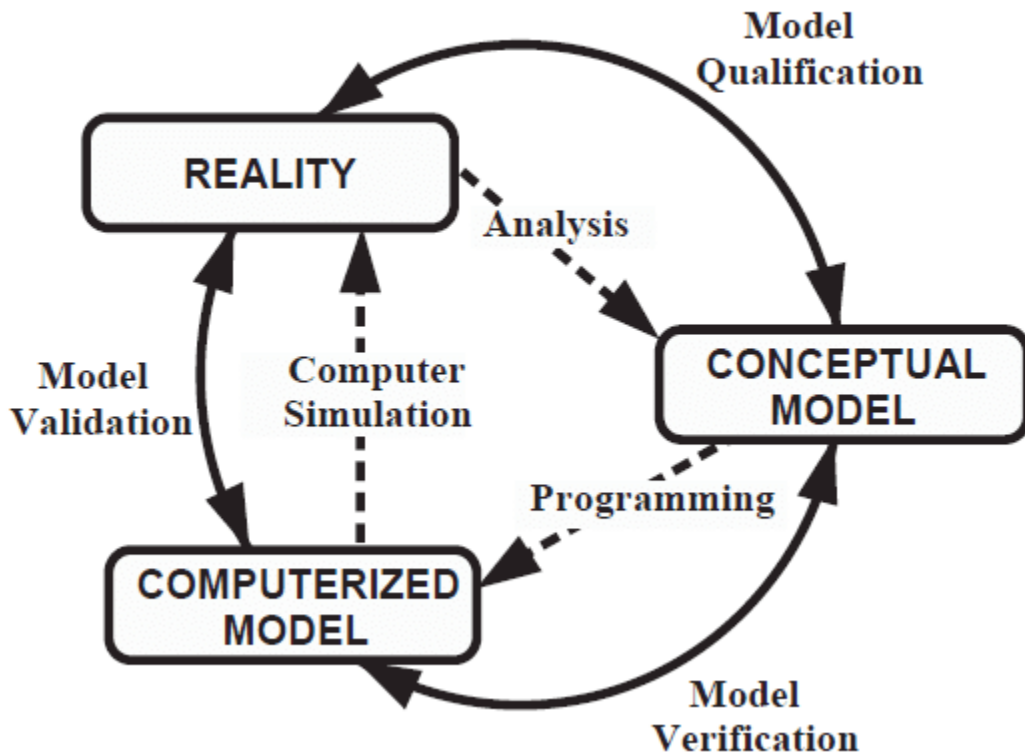 Model
Qualification
REALITY
Analysis
CONCEPTUAL
MODEL
Model
Validation
Computer
Simulation
Programming
COMPUTERIZED
MODEL
Model
Verification